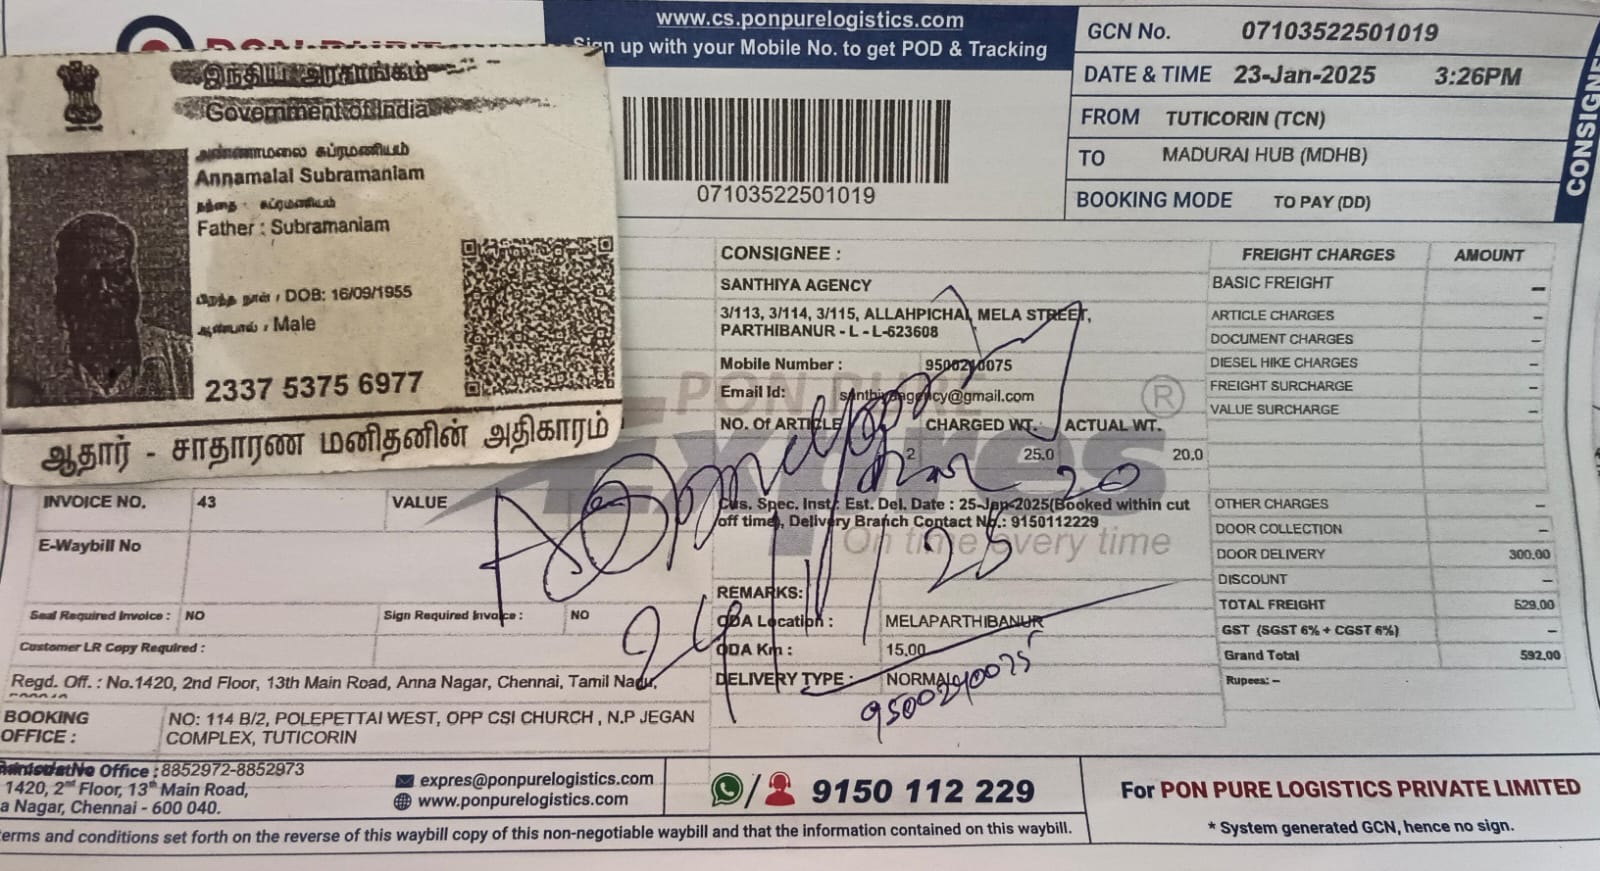 www.cs.ponpurelogistics.com
Sign up with your Mobile No. to get POD & Tracking
07103522501019
GCN No. 07103522501019
DATE & TIME 23-Jan-2025 3:26PM
FROM TUTICORIN (TCN)
TO MADURAI HUB (MDHB)
BOOKING MODE TO PAY (DD)
இந்திய அரசாங்கம்
Government of India
அண்ணாமலை சுப்ரமணியம்
Annamalai Subramaniam
தந்தை : சுப்ரமணியம்
Father : Subramaniam
பிறந்த நாள் / DOB: 16/09/1955
ஆண்பால் / Male
2337 5375 6977
ஆதார் - சாதாரண மனிதனின் அதிகாரம்
CONSIGNEE :
SANTHIYA AGENCY
3/113, 3/114, 3/115, ALLAHPICHAI MELA STREET,
PARTHIBANUR - L - L-623608
Mobile Number : 9500210075
Email Id: santhiyaagency@gmail.com
NO. Of ARTICLE CHARGED WT. ACTUAL WT.
2 25.0 20.0
Cus. Spec. Inst: Est. Del. Date : 25-Jan-2025(Booked within cut
off time), Delivery Branch Contact No.: 9150112229
PON PURE
Expres
®
On time every time
REMARKS:
ODA Location : MELAPARTHIBANUR
ODA Km : 15.00
DELIVERY TYPE : NORMAL
9500240075
FREIGHT CHARGES AMOUNT
BASIC FREIGHT –
ARTICLE CHARGES –
DOCUMENT CHARGES –
DIESEL HIKE CHARGES –
FREIGHT SURCHARGE –
VALUE SURCHARGE –
OTHER CHARGES –
DOOR COLLECTION –
DOOR DELIVERY 300.00
DISCOUNT –
TOTAL FREIGHT 529.00
GST (SGST 6% + CGST 6%) –
Grand Total 592.00
Rupees: –
INVOICE NO. 43 VALUE
E-Waybill No
Seal Required Invoice : NO Sign Required Invoice : NO
Customer LR Copy Required :
Regd. Off. : No.1420, 2nd Floor, 13th Main Road, Anna Nagar, Chennai, Tamil Nadu,
BOOKING OFFICE : NO: 114 B/2, POLEPETTAI WEST, OPP CSI CHURCH , N.P JEGAN
COMPLEX, TUTICORIN
Office : 8852972-8852973
1420, 2nd Floor, 13th Main Road,
a Nagar, Chennai - 600 040.
expres@ponpurelogistics.com
www.ponpurelogistics.com
9150 112 229
For PON PURE LOGISTICS PRIVATE LIMITED
* System generated GCN, hence no sign.
erms and conditions set forth on the reverse of this waybill copy of this non-negotiable waybill and that the information contained on this waybill.
CONSIGNE